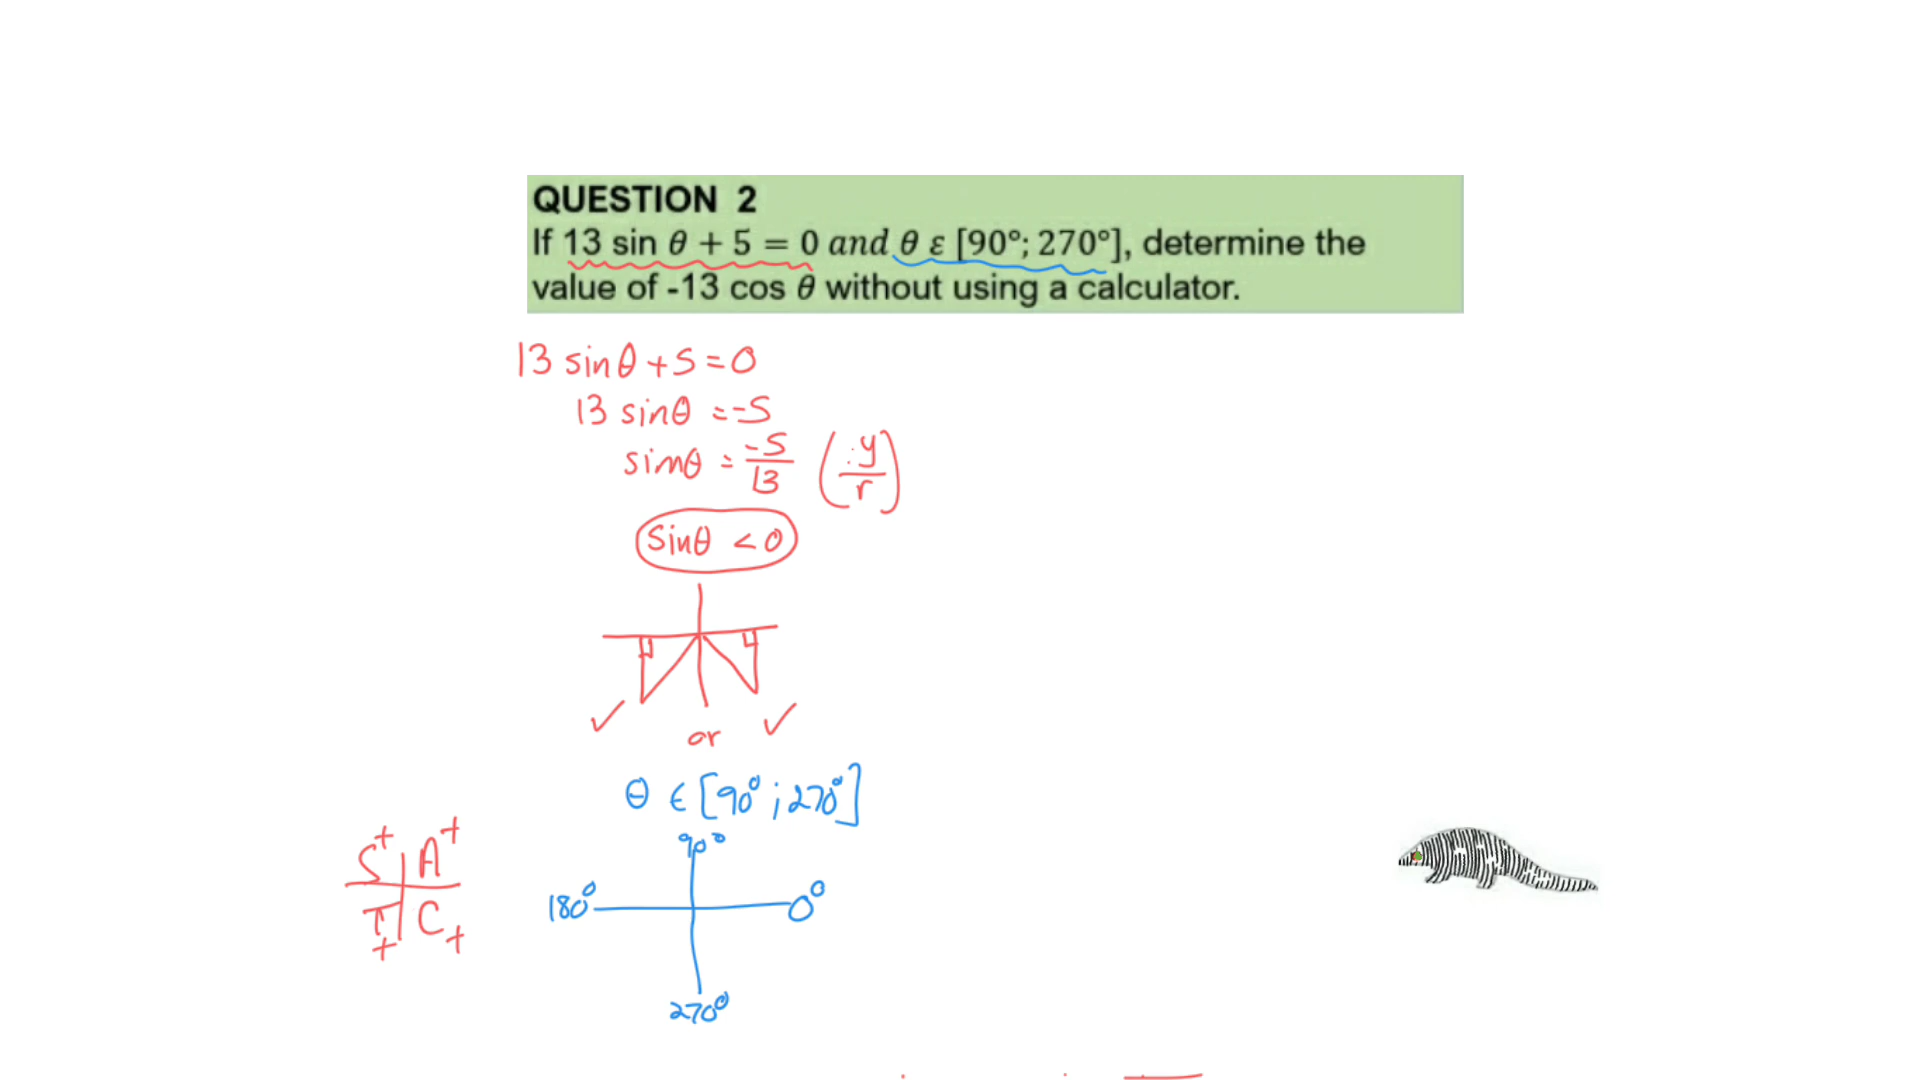 QUESTION 2
If 13 sin θ + 5 = 0 and θ ε [90°; 270°], determine the
value of -13 cos θ without using a calculator.
13 sinθ + 5 = 0
13 sinθ = -5
sinθ = -5/13 (y/r)
sinθ < 0
or
θ ∈ [90°; 270°]
90°
S+ A+
180° 0°
T+ C+
270°